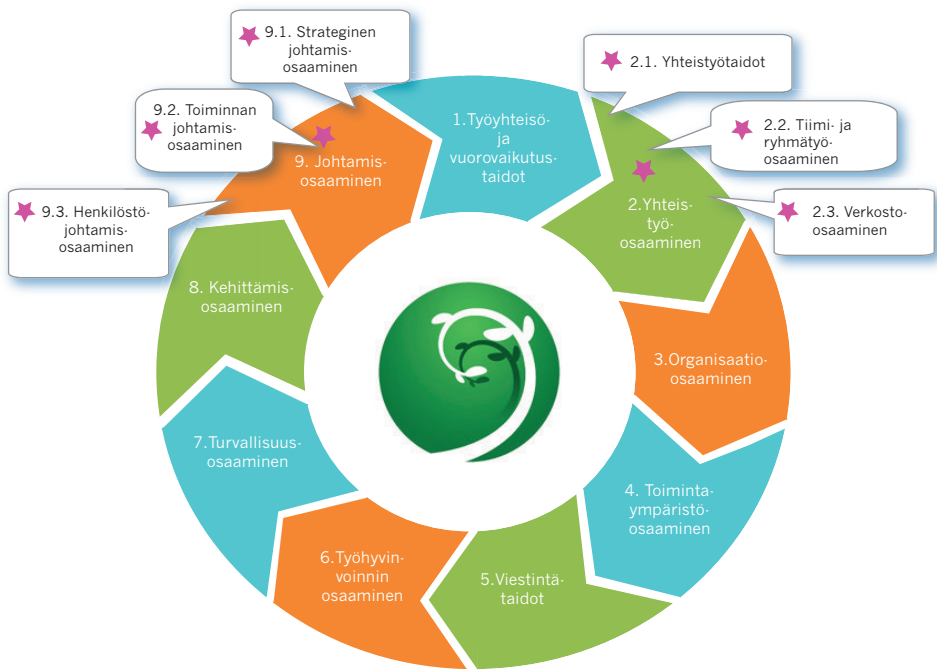 9.1. Strateginen
johtamis-
osaaminen
2.1. Yhteistyötaidot
9.2. Toiminnan
johtamis-
osaaminen
2.2. Tiimi- ja
ryhmätyö-
osaaminen
9.3. Henkilöstö-
johtamis-
osaaminen
2.3. Verkosto-
osaaminen
1.Työyhteisö-
ja
vuorovaikutus-
taidot
2.Yhteis-
työ-
osaaminen
3.Organisaatio-
osaaminen
4. Toiminta-
ympäristö-
osaaminen
5.Viestintä-
taidot
6.Työhyvin-
voinnin
osaaminen
7.Turvallisuus-
osaaminen
8. Kehittämis-
osaaminen
9. Johtamis-
osaaminen